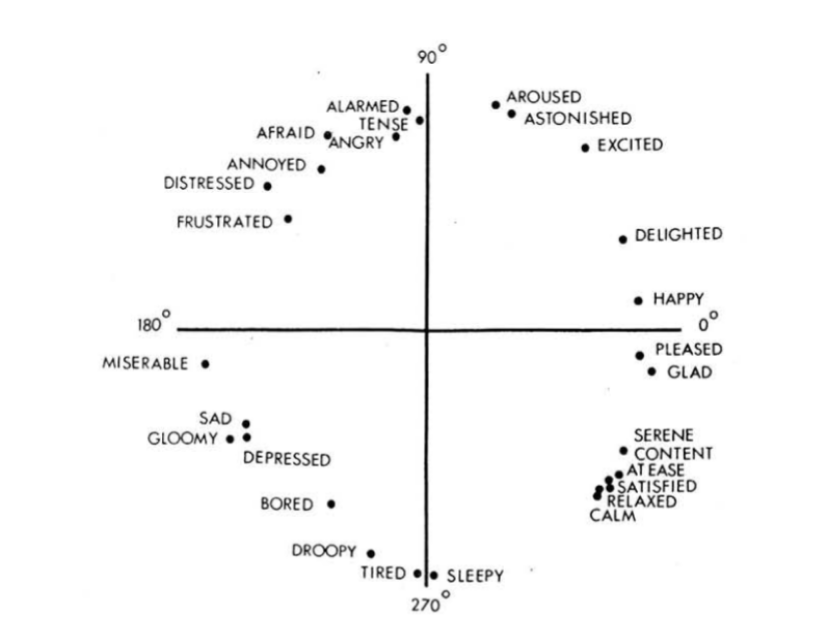 90°
ALARMED
AROUSED
TENSE
ASTONISHED
AFRAID
ANGRY
EXCITED
ANNOYED
DISTRESSED
FRUSTRATED
DELIGHTED
HAPPY
180°
0°
PLEASED
MISERABLE
GLAD
SAD
GLOOMY
SERENE
CONTENT
DEPRESSED
AT EASE
SATISFIED
RELAXED
BORED
CALM
DROOPY
TIRED
SLEEPY
270°